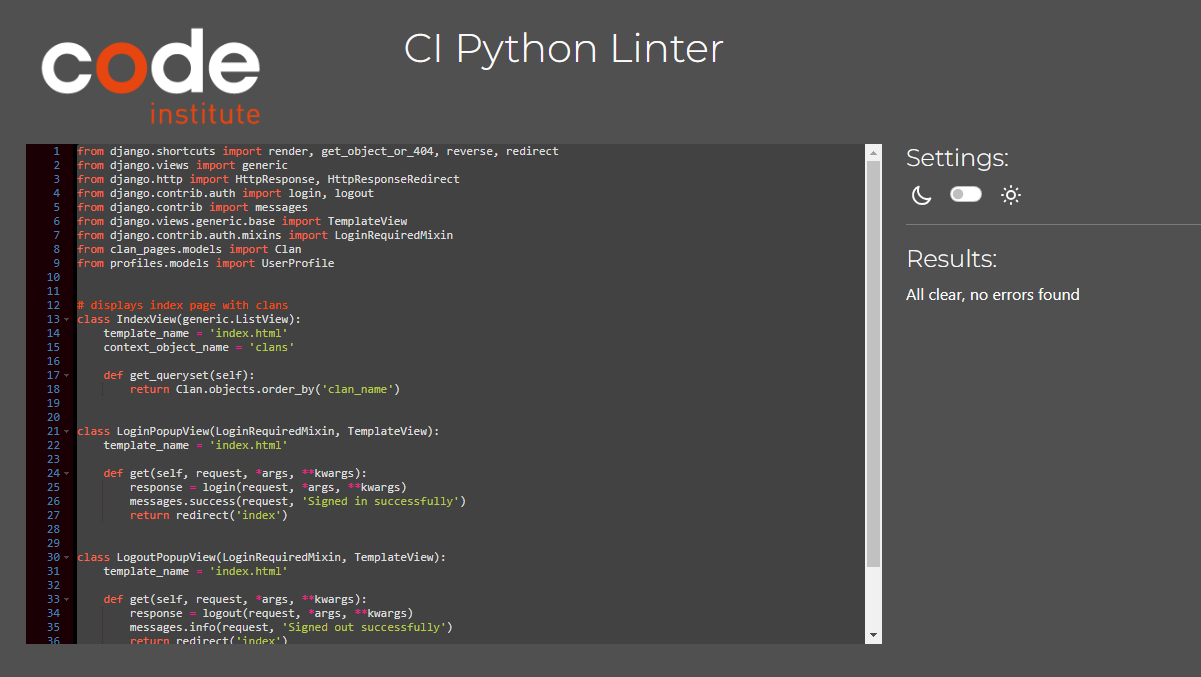 code
institute
CI Python Linter
1 from django.shortcuts import render, get_object_or_404, reverse, redirect
2 from django.views import generic
3 from django.http import HttpResponse, HttpResponseRedirect
4 from django.contrib.auth import login, logout
5 from django.contrib import messages
6 from django.views.generic.base import TemplateView
7 from django.contrib.auth.mixins import LoginRequiredMixin
8 from clan_pages.models import Clan
9 from profiles.models import UserProfile
10
11
12 # displays index page with clans
13 class IndexView(generic.ListView):
14     template_name = 'index.html'
15     context_object_name = 'clans'
16
17     def get_queryset(self):
18         return Clan.objects.order_by('clan_name')
19
20
21 class LoginPopupView(LoginRequiredMixin, TemplateView):
22     template_name = 'index.html'
23
24     def get(self, request, *args, **kwargs):
25         response = login(request, *args, **kwargs)
26         messages.success(request, 'Signed in successfully')
27         return redirect('index')
28
29
30 class LogoutPopupView(LoginRequiredMixin, TemplateView):
31     template_name = 'index.html'
32
33     def get(self, request, *args, **kwargs):
34         response = logout(request, *args, **kwargs)
35         messages.info(request, 'Signed out successfully')
36         return redirect('index')
Settings:
Results:
All clear, no errors found